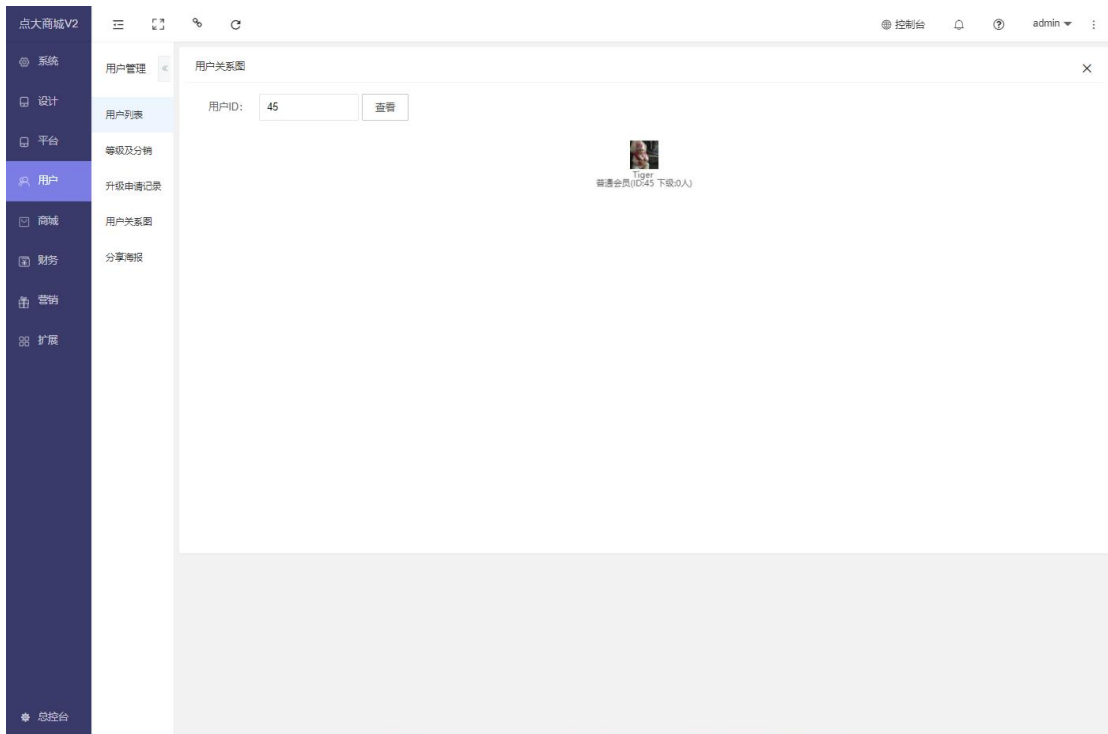 点大商城V2
控制台
admin
系统
设计
平台
用户
商城
财务
营销
扩展
总控台
用户管理
用户列表
等级及分销
升级申请记录
用户关系图
分享海报
用户关系图
用户ID:
45
查看
Tiger
普通会员(ID:45 下级:0人)